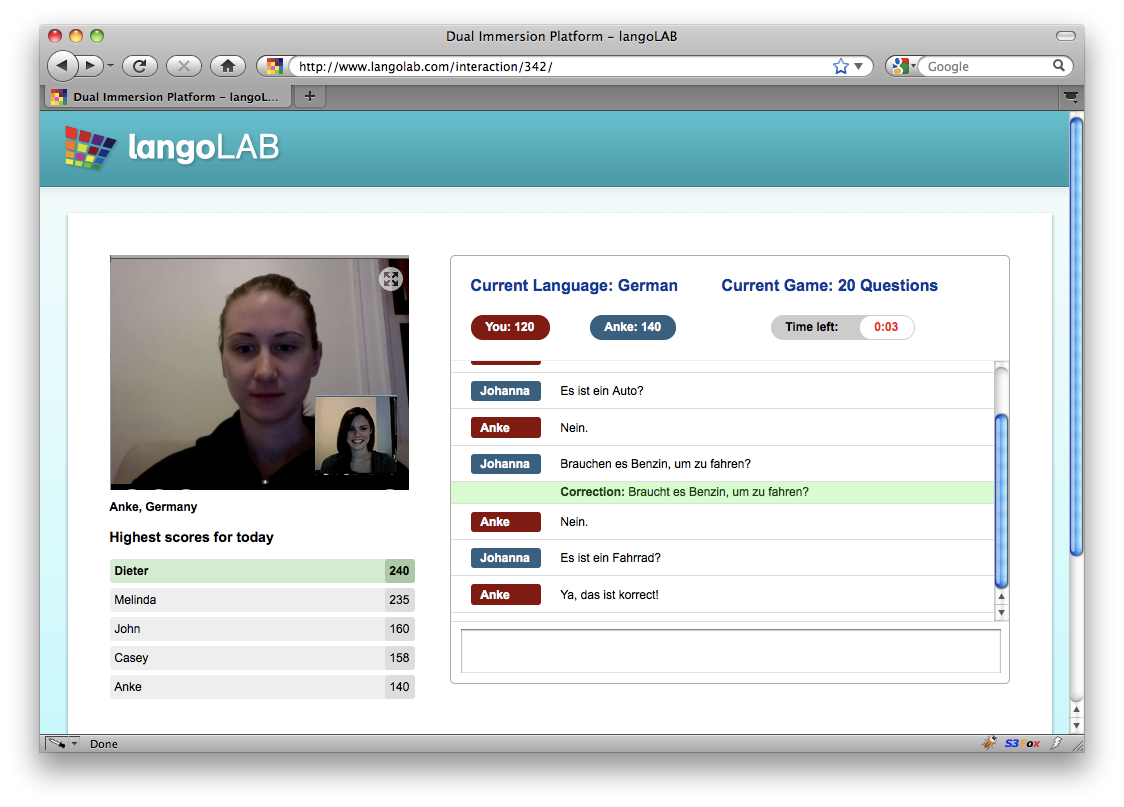 Dual Immersion Platform – langoLAB
http://www.langolab.com/interaction/342/
Google
Dual Immersion Platform – langoL...
langoLAB
Anke, Germany
Highest scores for today
Dieter 240
Melinda 235
John 160
Casey 158
Anke 140
Current Language: German
Current Game: 20 Questions
You: 120
Anke: 140
Time left: 0:03
Johanna Es ist ein Auto?
Anke Nein.
Johanna Brauchen es Benzin, um zu fahren?
Correction: Braucht es Benzin, um zu fahren?
Anke Nein.
Johanna Es ist ein Fahrrad?
Anke Ya, das ist korrect!
Done
S3Fox